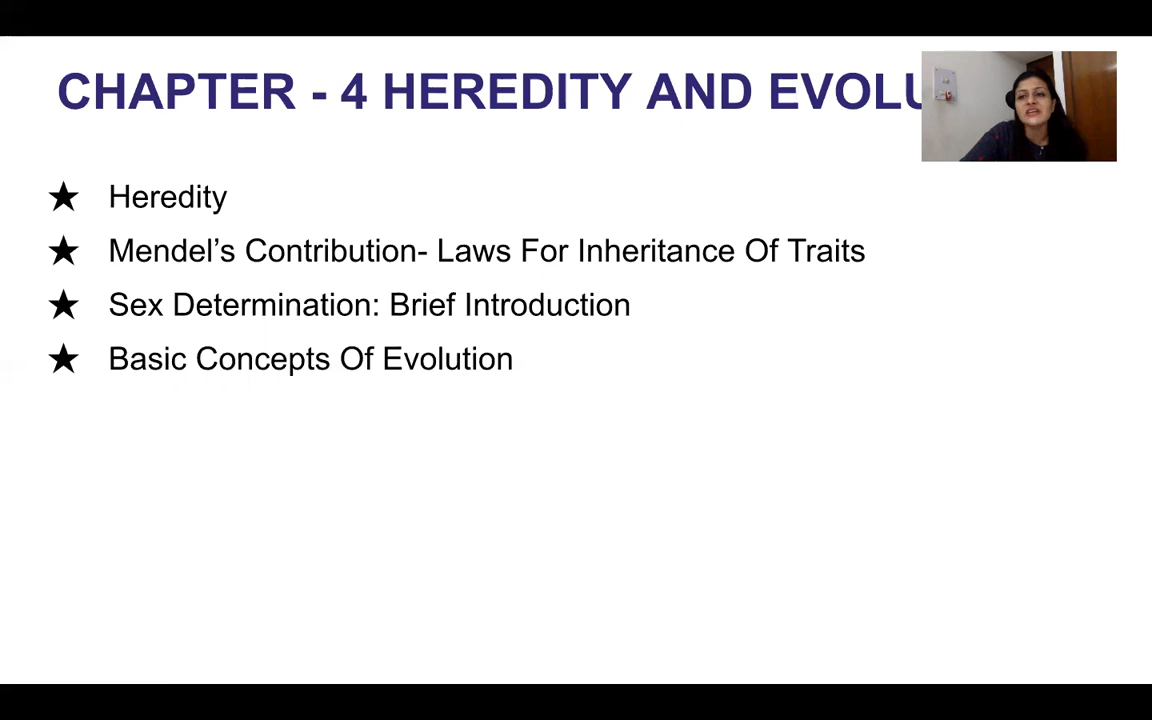 CHAPTER - 4 HEREDITY AND
Heredity
Mendel’s Contribution- Laws For Inheritance Of Traits
Sex Determination: Brief Introduction
Basic Concepts Of Evolution